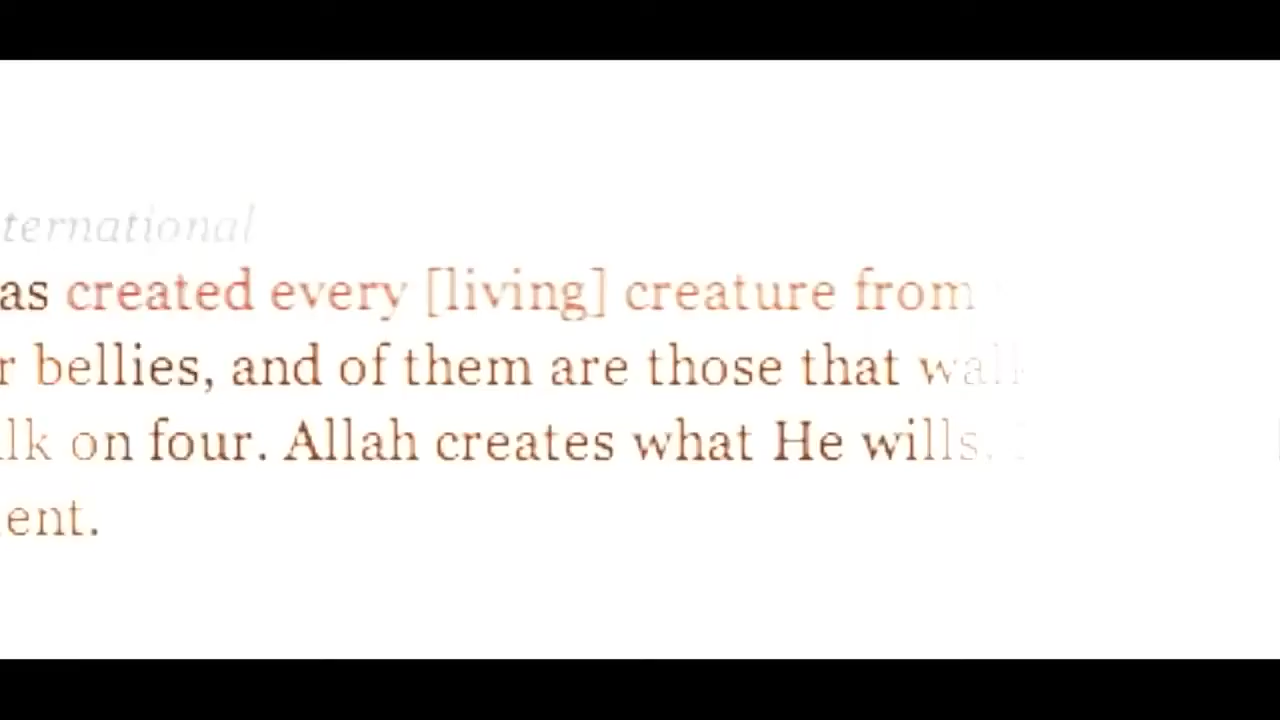 ternational
as created every [living] creature from
r bellies, and of them are those that walk
lk on four. Allah creates what He wills.
ent.